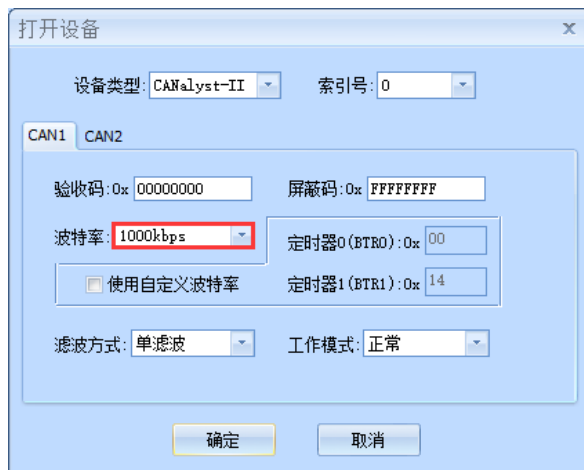 打开设备 x
设备类型: CANalyst-II 索引号: 0
CAN1 CAN2
验收码:0x 00000000 屏蔽码:0x FFFFFFFF
波特率: 1000kbps 定时器0(BTR0):0x 00
使用自定义波特率 定时器1(BTR1):0x 14
滤波方式: 单滤波 工作模式: 正常
确定 取消